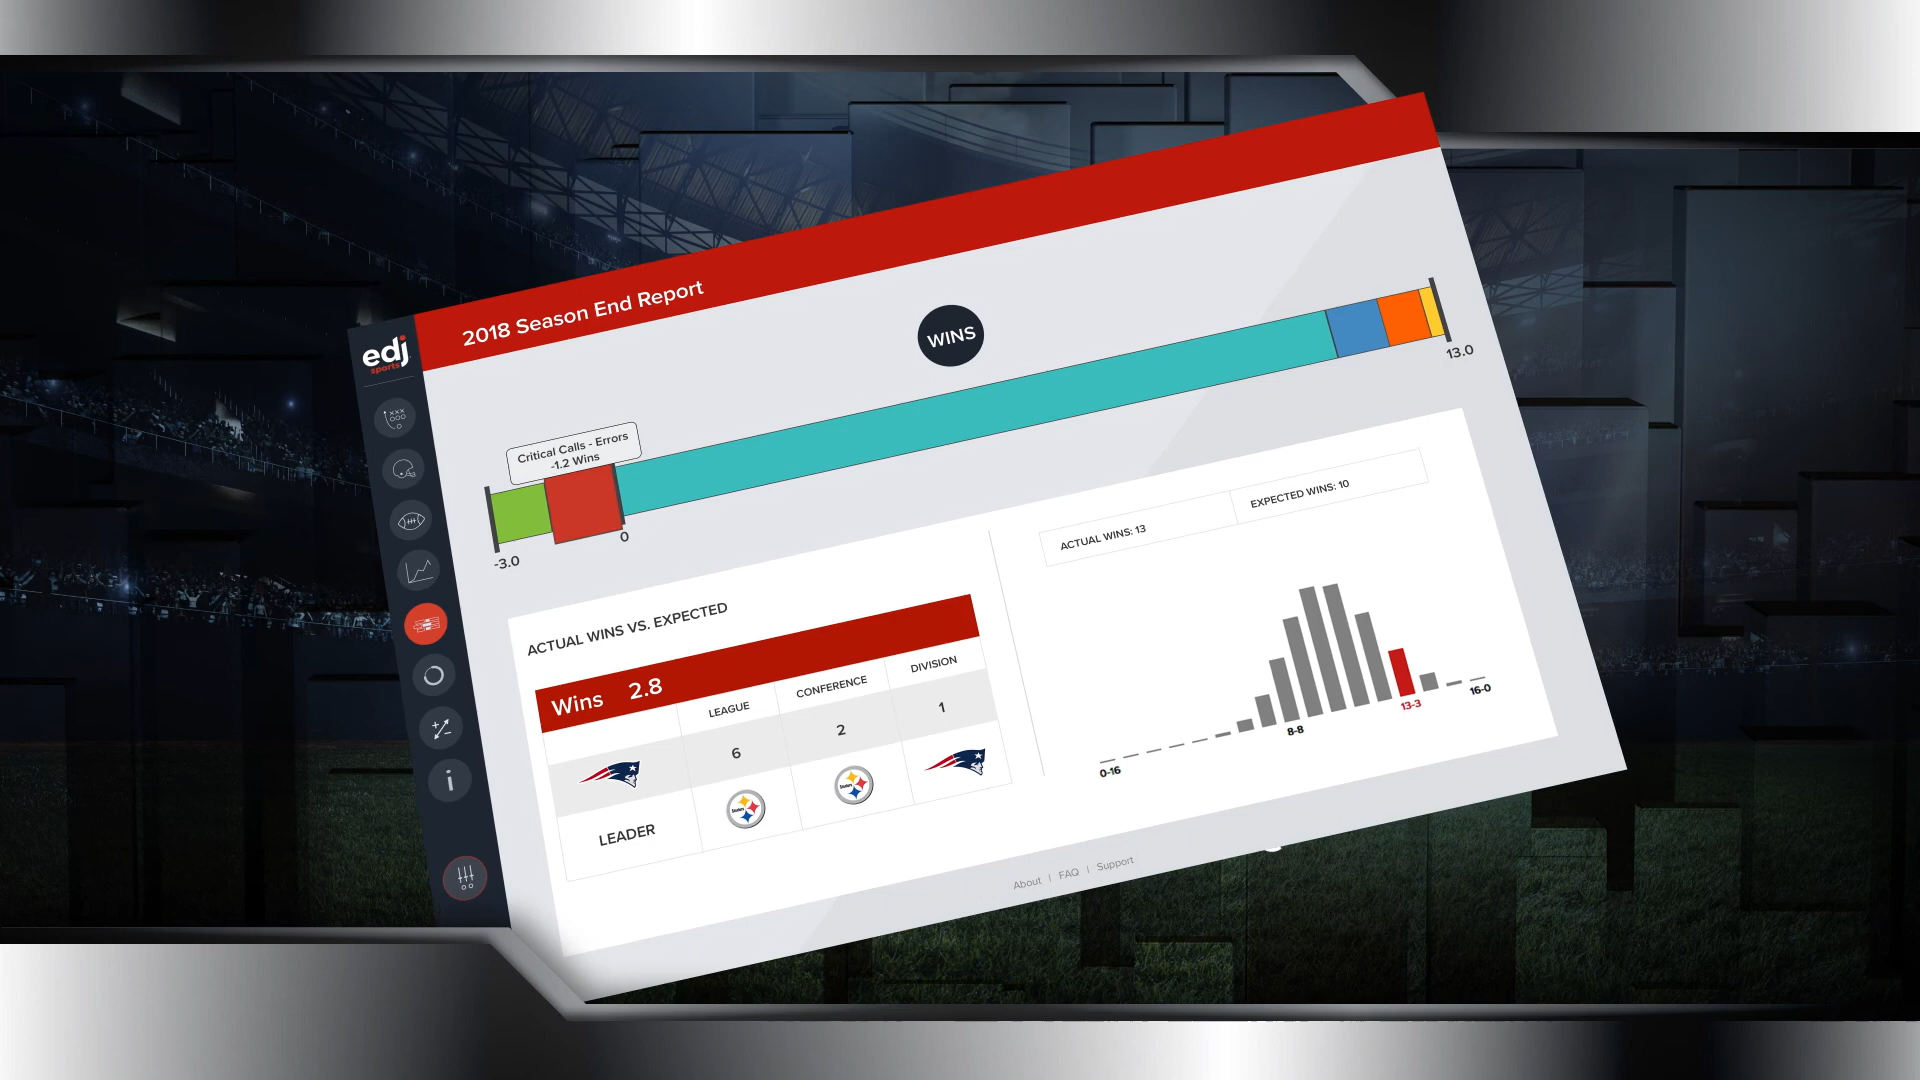 2018 Season End Report
edj
sports
WINS
13.0
Critical Calls - Errors
-1.2 Wins
0
-3.0
ACTUAL WINS: 13
EXPECTED WINS: 10
ACTUAL WINS VS. EXPECTED
Wins 2.8
LEAGUE
CONFERENCE
DIVISION
6
2
1
LEADER
Steelers
Steelers
0-16
8-8
13-3
16-0
About | FAQ | Support